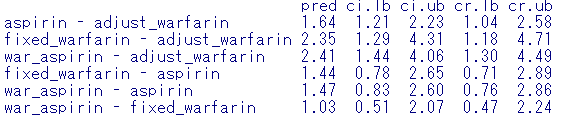 pred ci.lb ci.ub cr.lb cr.ub
aspirin - adjust_warfarin 1.64 1.21 2.23 1.04 2.58
fixed_warfarin - adjust_warfarin 2.35 1.29 4.31 1.18 4.71
war_aspirin - adjust_warfarin 2.41 1.44 4.06 1.30 4.49
fixed_warfarin - aspirin 1.44 0.78 2.65 0.71 2.89
war_aspirin - aspirin 1.47 0.83 2.60 0.76 2.86
war_aspirin - fixed_warfarin 1.03 0.51 2.07 0.47 2.24